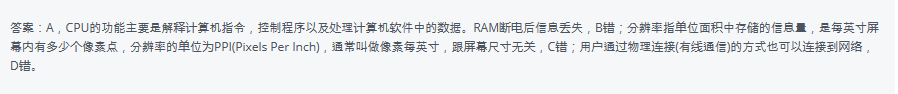 答案：A，CPU的功能主要是解释计算机指令，控制程序以及处理计算机软件中的数据。RAM断电后信息丢失，B错；分辨率指单位面积中存储的信息量，是每英寸屏
幕内有多少个像素点，分辨率的单位为PPI(Pixels Per Inch)，通常叫做像素每英寸，跟屏幕尺寸无关，C错；用户通过物理连接(有线通信)的方式也可以连接到网络，
D错。